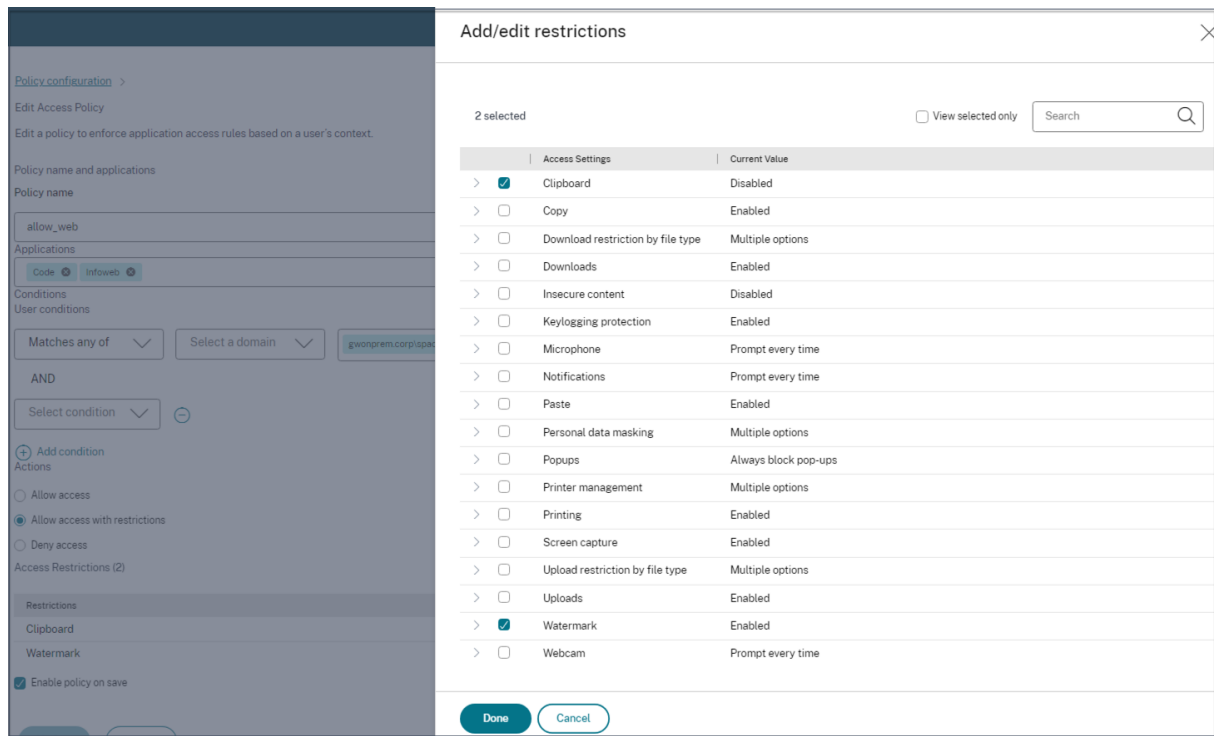 Policy configuration >
Edit Access Policy
Edit a policy to enforce application access rules based on a user's context.
Policy name and applications
Policy name
allow_web
Applications
Code Infoweb
Conditions
User conditions
Matches any of Select a domain gwonprem.corp\spac
AND
Select condition
Add condition
Actions
Allow access
Allow access with restrictions
Deny access
Access Restrictions (2)
Restrictions
Clipboard
Watermark
Enable policy on save
Add/edit restrictions
2 selected View selected only Search
Access Settings Current Value
Clipboard Disabled
Copy Enabled
Download restriction by file type Multiple options
Downloads Enabled
Insecure content Disabled
Keylogging protection Enabled
Microphone Prompt every time
Notifications Prompt every time
Paste Enabled
Personal data masking Multiple options
Popups Always block pop-ups
Printer management Multiple options
Printing Enabled
Screen capture Enabled
Upload restriction by file type Multiple options
Uploads Enabled
Watermark Enabled
Webcam Prompt every time
Done Cancel